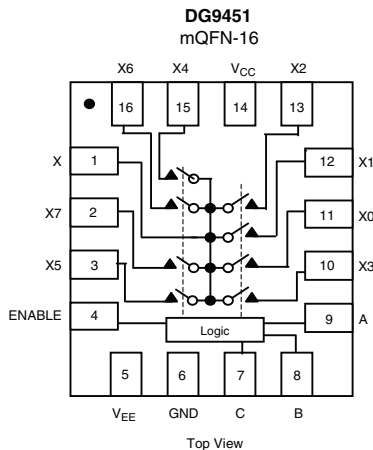 DG9451
mQFN-16
X6 X4 VCC X2
16 15 14 13
X 1 12 X1
X7 2 11 X0
X5 3 10 X3
ENABLE 4 9 A
Logic
5 6 7 8
VEE GND C B
Top View